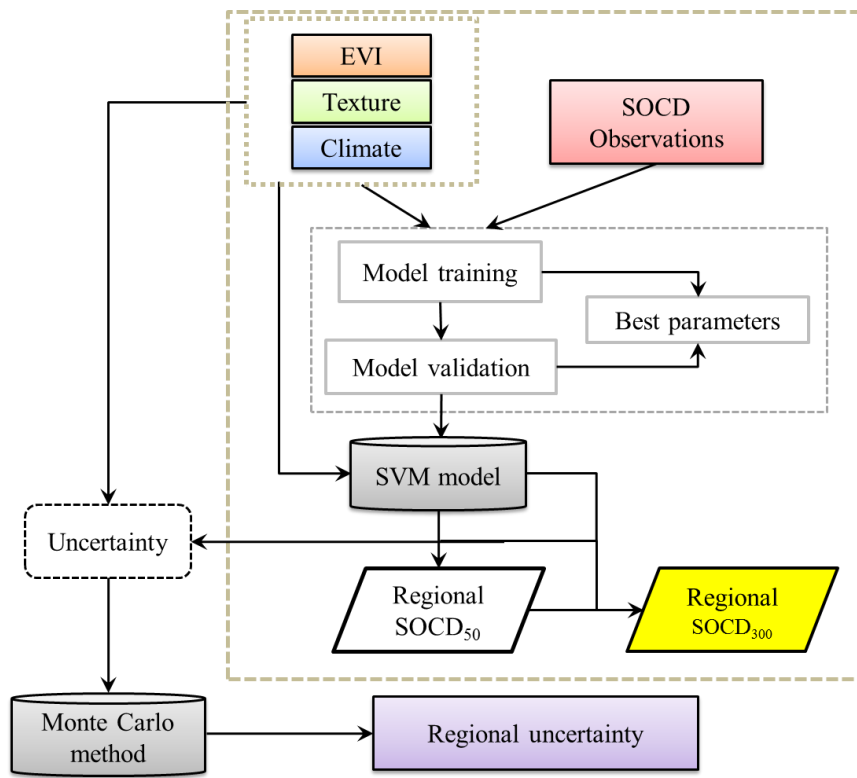 EVI
Texture
Climate
SOCD
Observations
Model training
Best parameters
Model validation
SVM model
Uncertainty
Regional
SOCD₅₀
Regional
SOCD₃₀₀
Monte Carlo
method
Regional uncertainty